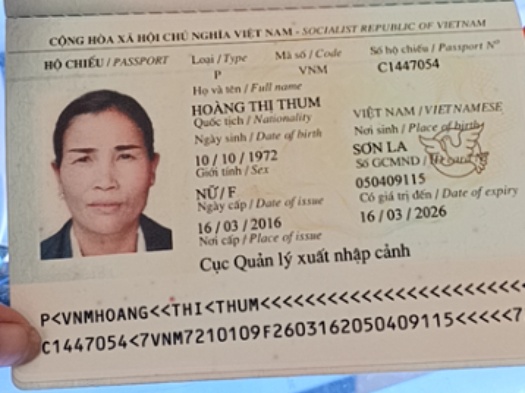 CỘNG HÒA XÃ HỘI CHỦ NGHĨA VIỆT NAM - SOCIALIST REPUBLIC OF VIETNAM
HỘ CHIẾU / PASSPORT Loại / Type Mã số / Code Số hộ chiếu / Passport Nº
P VNM C1447054
Họ và tên / Full name
HOÀNG THỊ THUM
Quốc tịch / Nationality VIỆT NAM / VIETNAMESE
Ngày sinh / Date of birth Nơi sinh / Place of birth
10 / 10 / 1972 SƠN LA
Giới tính / Sex Số GCMND /
NỮ / F 050409115
Ngày cấp / Date of issue Có giá trị đến / Date of expiry
16 / 03 / 2016 16 / 03 / 2026
Nơi cấp / Place of issue
Cục Quản lý xuất nhập cảnh
P<VNMHOANG<<THI<THUM<<<<<<<<<<<<<<<<<<<<<<<<
C1447054<7VNM7210109F2603162050409115<<<<<7